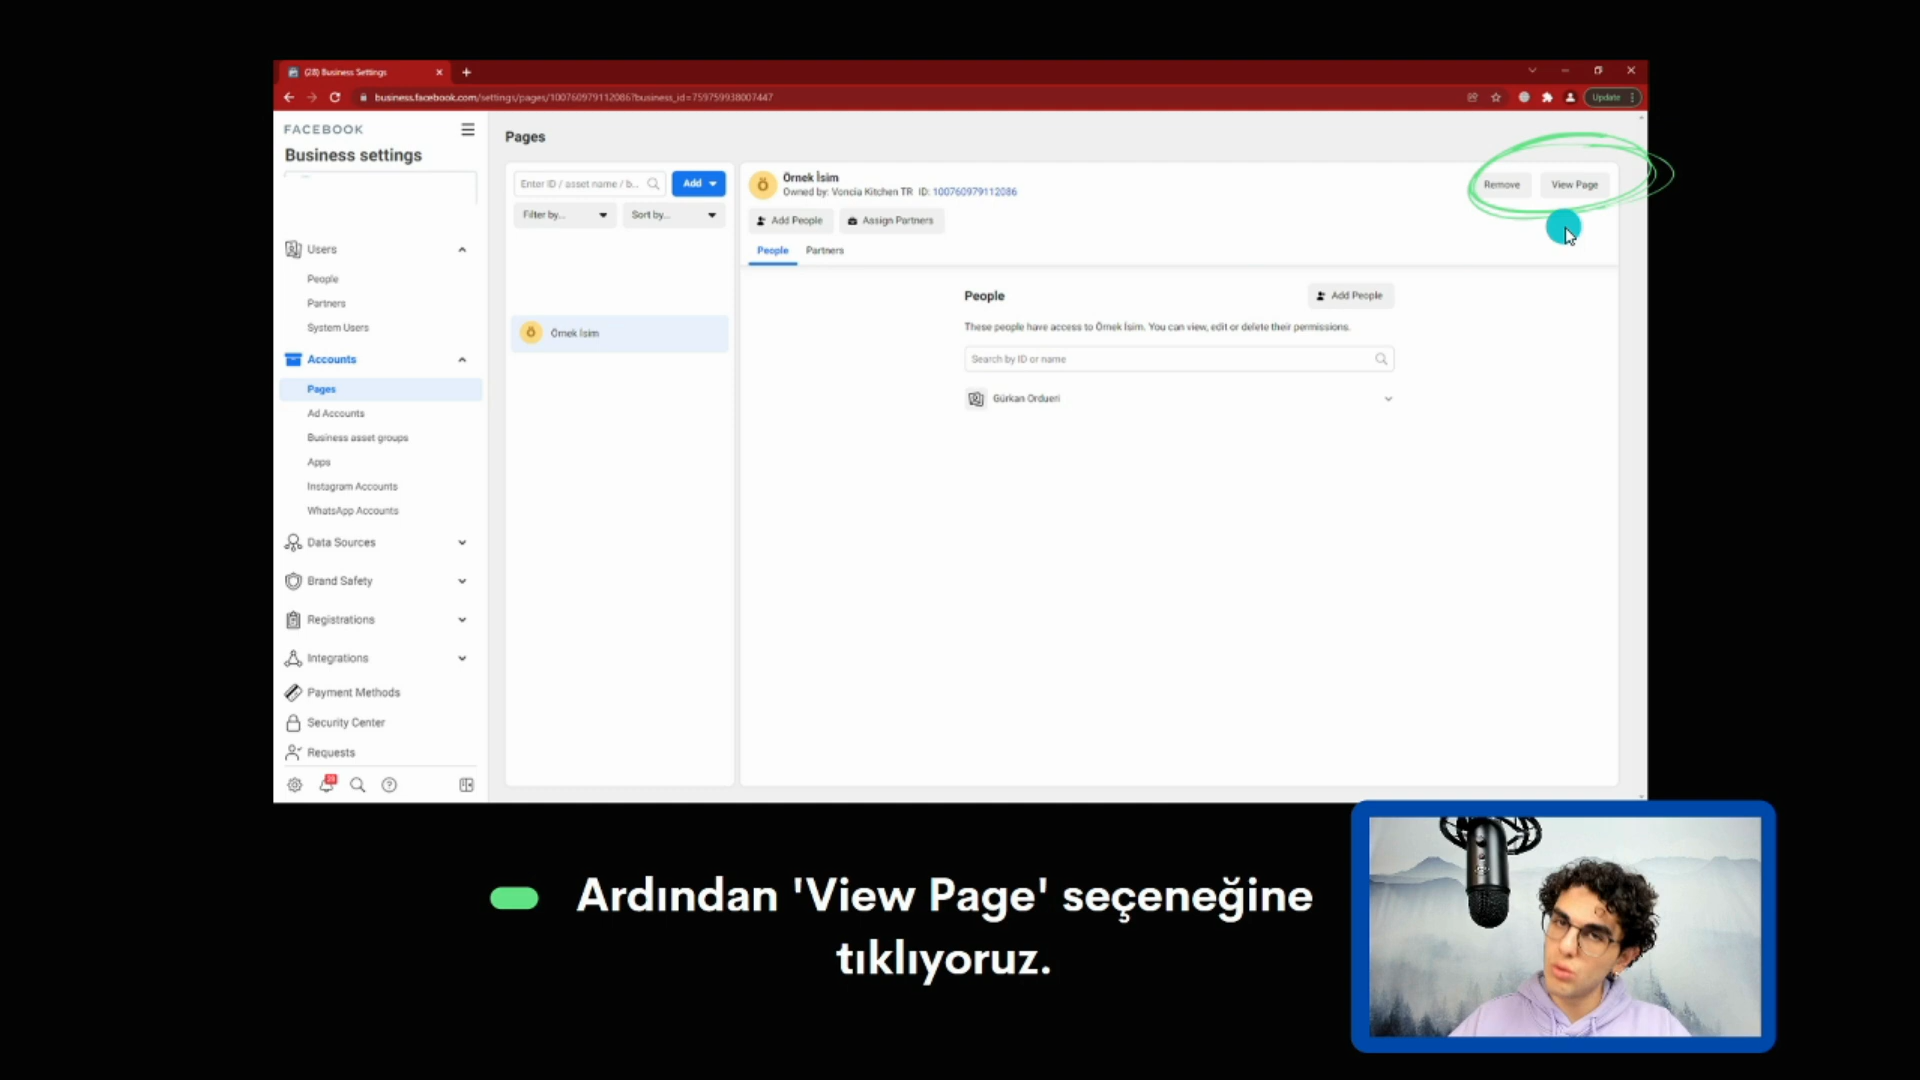 (28) Business Settings
business.facebook.com/settings/pages/100760979112086?business_id=759759938007447
Update
FACEBOOK
Business settings
Users
People
Partners
System Users
Accounts
Pages
Ad Accounts
Business asset groups
Apps
Instagram Accounts
WhatsApp Accounts
Data Sources
Brand Safety
Registrations
Integrations
Payment Methods
Security Center
Requests
Pages
Enter ID / asset name / b...
Add
Filter by...
Sort by...
Ö
Örnek İsim
Ö
Örnek İsim
Owned by: Voncia Kitchen TR ID: 100760979112086
Remove
View Page
Add People
Assign Partners
People
Partners
People
Add People
These people have access to Örnek İsim. You can view, edit or delete their permissions.
Search by ID or name
Gürkan Ordueri
Ardından 'View Page' seçeneğine
tıklıyoruz.